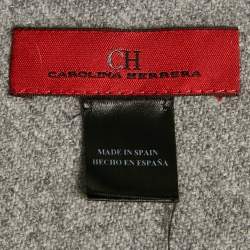 CH
CAROLINA HERRERA
MADE IN SPAIN
HECHO EN ESPAÑA